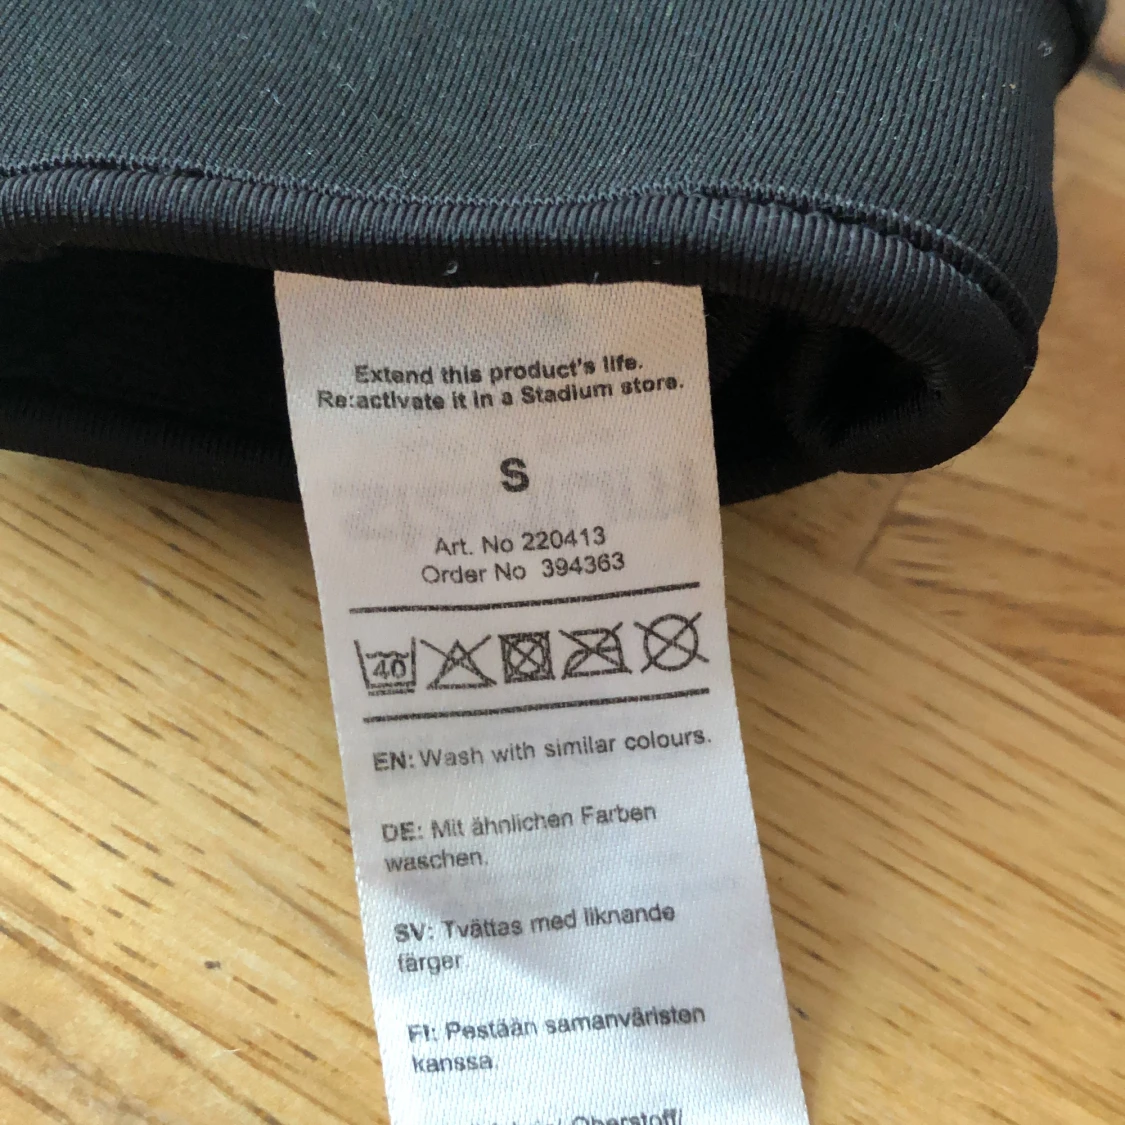 Extend this product's life.
Re:activate it in a Stadium store.
S
Art. No 220413
Order No 394363
40
EN: Wash with similar colours.
DE: Mit ähnlichen Farben
waschen.
SV: Tvättas med liknande
färger.
FI: Pestään samanväristen
kanssa.
Oberstoff/